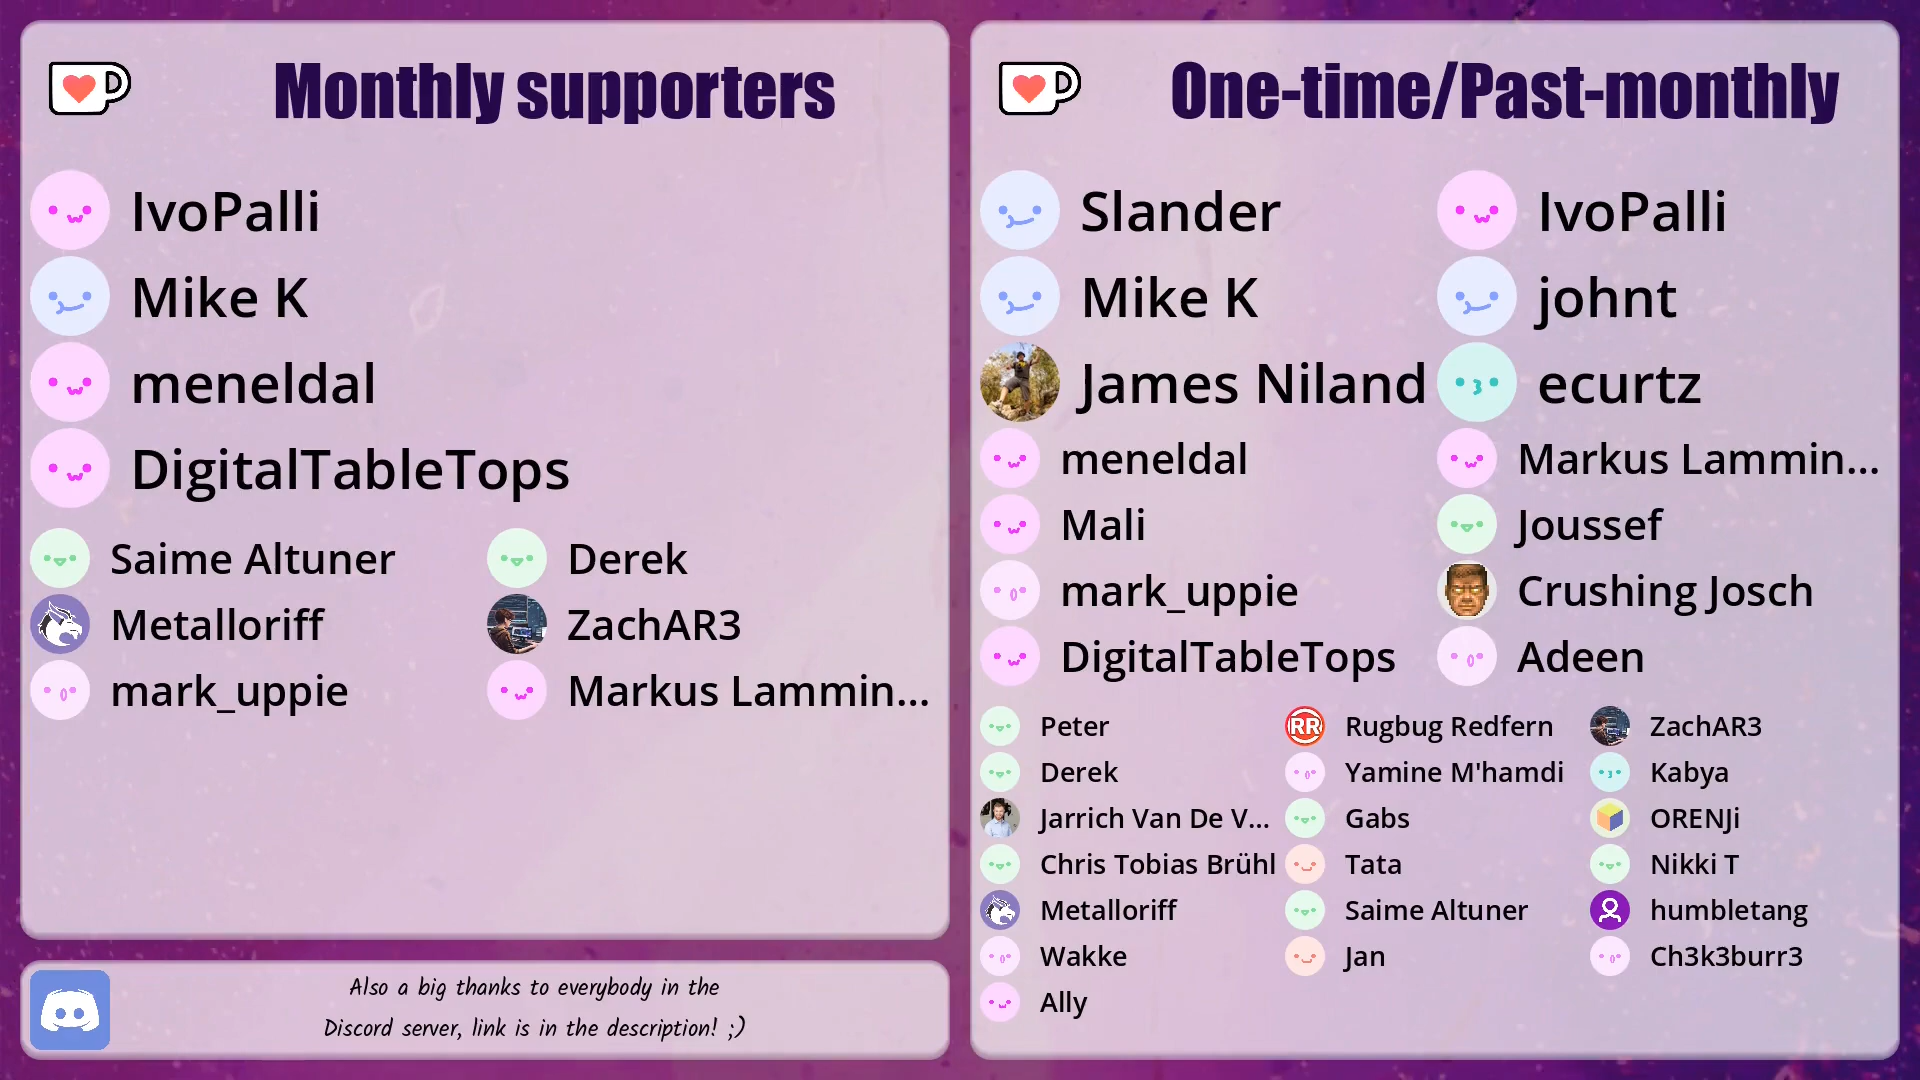 Monthly supporters
IvoPalli
Mike K
meneldal
DigitalTableTops
Saime Altuner
Derek
Metalloriff
ZachAR3
mark_uppie
Markus Lammin...
Also a big thanks to everybody in the
Discord server, link is in the description! ;)
One-time/Past-monthly
Slander
IvoPalli
Mike K
johnt
James Niland
ecurtz
meneldal
Markus Lammin...
Mali
Joussef
mark_uppie
Crushing Josch
DigitalTableTops
Adeen
Peter
RR
Rugbug Redfern
ZachAR3
Derek
Yamine M'hamdi
Kabya
Jarrich Van De V...
Gabs
ORENJi
Chris Tobias Brühl
Tata
Nikki T
Metalloriff
Saime Altuner
humbletang
Wakke
Jan
Ch3k3burr3
Ally